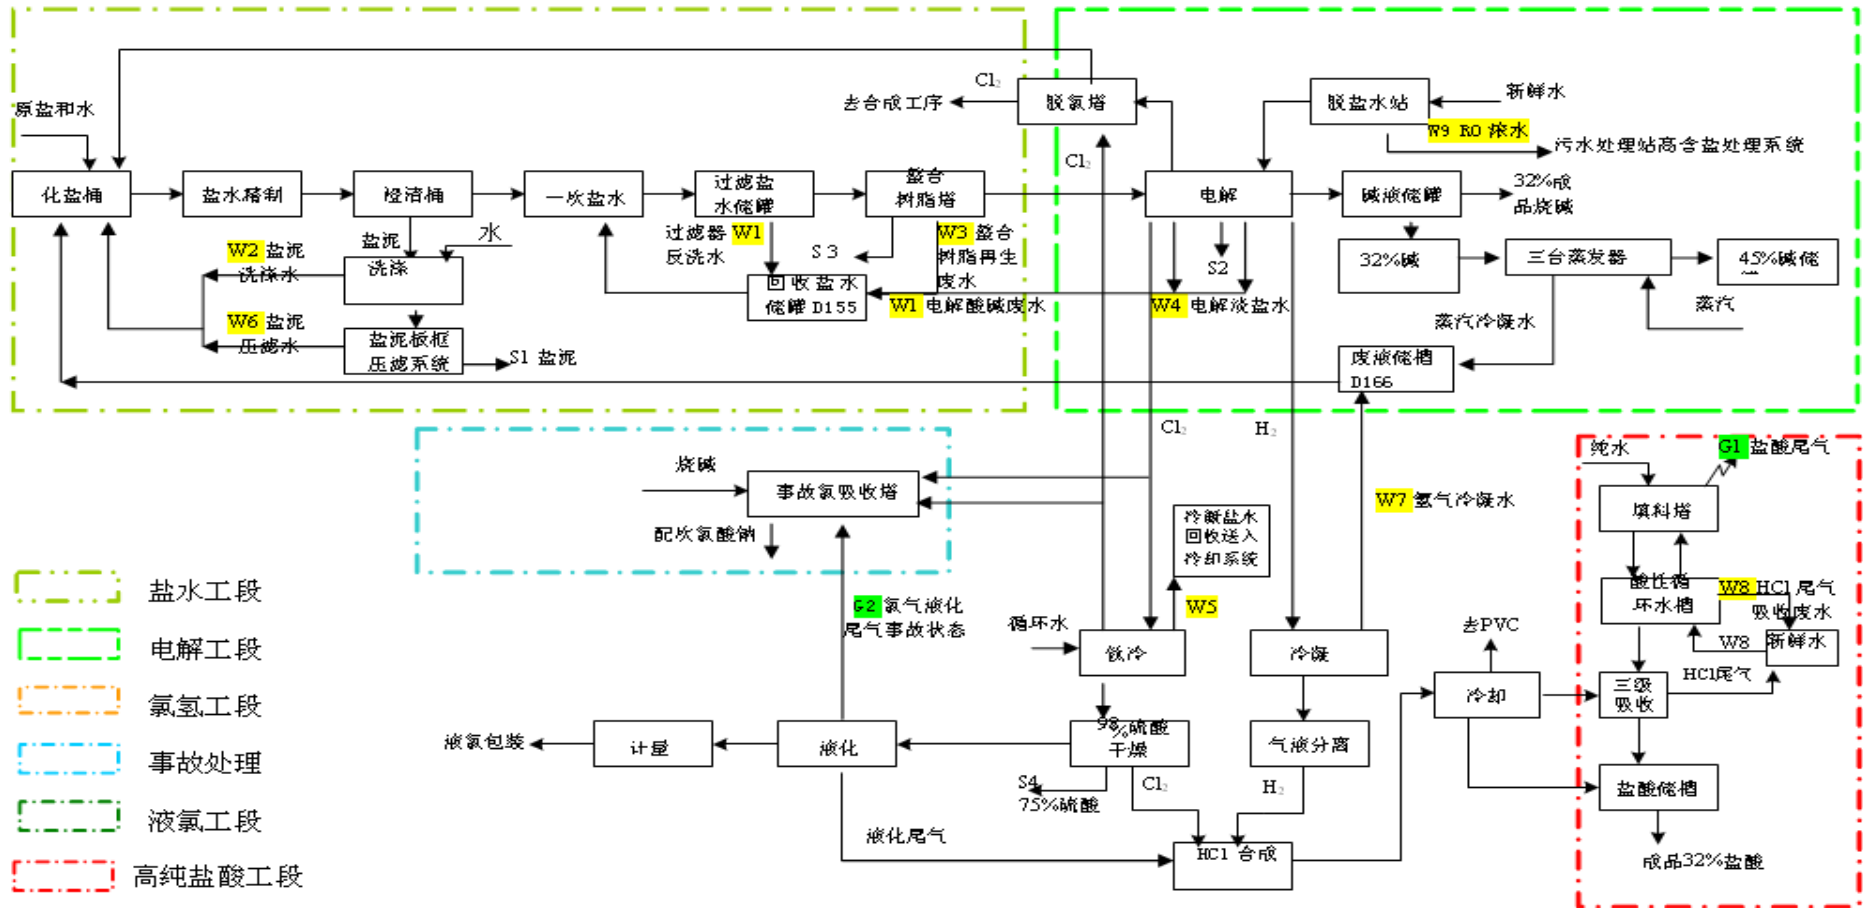 Cl₂
去合成工序
脱氯塔
脱盐水站
新鲜水
原盐和水
W9 RO 浓水
污水处理站高含盐处理系统
Cl₂
化盐桶
盐水精制
澄清桶
一次盐水
过滤盐
水储罐
螯合
树脂塔
电解
碱液储罐
32%成
品烧碱
盐泥
水
W2 盐泥
洗涤水
洗涤
过滤器 W1
反洗水
S 3
W3 螯合
树脂再生
废水
S2
32%碱
三台蒸发器
45%碱储
回收盐水
储罐 D155
W1 电解酸碱废水
W4 电解淡盐水
蒸汽
蒸汽冷凝水
W6 盐泥
压滤水
盐泥板框
压滤系统
S1 盐泥
废液储槽
D166
Cl₂
H₂
纯水
G1 盐酸尾气
烧碱
事故氯吸收塔
W7 氢气冷凝水
填料塔
冷凝盐水
回收送入
冷却系统
配次氯酸钠
盐水工段
G2 氯气液化
尾气事故状态
W5
酸性循
环水槽
W8 HCl 尾气
吸收废水
循环水
去PVC
电解工段
钛冷
冷凝
W8
新鲜水
HCl尾气
三级
吸收
冷却
氯氢工段
液氯包装
计量
液化
98
%硫酸
干燥
气液分离
事故处理
S4
75%硫酸
Cl₂
H₂
盐酸储槽
液氯工段
液化尾气
HCl 合成
成品32%盐酸
高纯盐酸工段